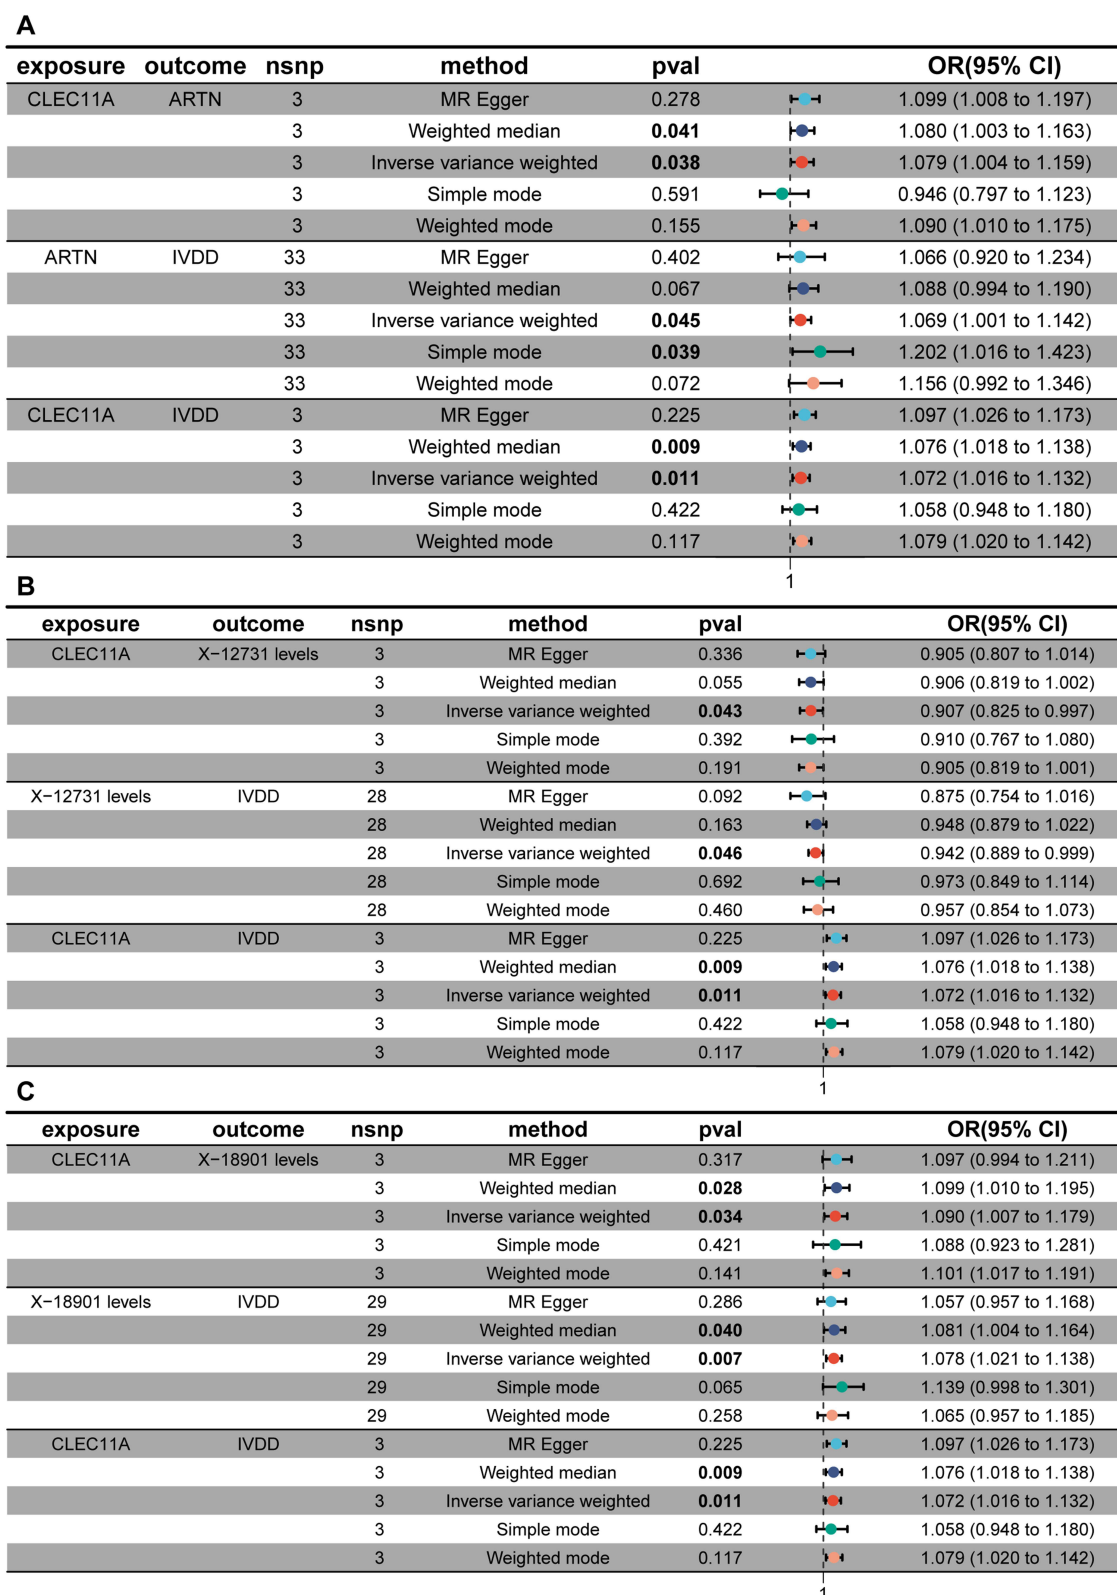 A
exposure outcome nsnp method pval OR(95% CI)
CLEC11A ARTN 3 MR Egger 0.278 1.099 (1.008 to 1.197)
3 Weighted median 0.041 1.080 (1.003 to 1.163)
3 Inverse variance weighted 0.038 1.079 (1.004 to 1.159)
3 Simple mode 0.591 0.946 (0.797 to 1.123)
3 Weighted mode 0.155 1.090 (1.010 to 1.175)
ARTN IVDD 33 MR Egger 0.402 1.066 (0.920 to 1.234)
33 Weighted median 0.067 1.088 (0.994 to 1.190)
33 Inverse variance weighted 0.045 1.069 (1.001 to 1.142)
33 Simple mode 0.039 1.202 (1.016 to 1.423)
33 Weighted mode 0.072 1.156 (0.992 to 1.346)
CLEC11A IVDD 3 MR Egger 0.225 1.097 (1.026 to 1.173)
3 Weighted median 0.009 1.076 (1.018 to 1.138)
3 Inverse variance weighted 0.011 1.072 (1.016 to 1.132)
3 Simple mode 0.422 1.058 (0.948 to 1.180)
3 Weighted mode 0.117 1.079 (1.020 to 1.142)
1
B
exposure outcome nsnp method pval OR(95% CI)
CLEC11A X−12731 levels 3 MR Egger 0.336 0.905 (0.807 to 1.014)
3 Weighted median 0.055 0.906 (0.819 to 1.002)
3 Inverse variance weighted 0.043 0.907 (0.825 to 0.997)
3 Simple mode 0.392 0.910 (0.767 to 1.080)
3 Weighted mode 0.191 0.905 (0.819 to 1.001)
X−12731 levels IVDD 28 MR Egger 0.092 0.875 (0.754 to 1.016)
28 Weighted median 0.163 0.948 (0.879 to 1.022)
28 Inverse variance weighted 0.046 0.942 (0.889 to 0.999)
28 Simple mode 0.692 0.973 (0.849 to 1.114)
28 Weighted mode 0.460 0.957 (0.854 to 1.073)
CLEC11A IVDD 3 MR Egger 0.225 1.097 (1.026 to 1.173)
3 Weighted median 0.009 1.076 (1.018 to 1.138)
3 Inverse variance weighted 0.011 1.072 (1.016 to 1.132)
3 Simple mode 0.422 1.058 (0.948 to 1.180)
3 Weighted mode 0.117 1.079 (1.020 to 1.142)
1
C
exposure outcome nsnp method pval OR(95% CI)
CLEC11A X−18901 levels 3 MR Egger 0.317 1.097 (0.994 to 1.211)
3 Weighted median 0.028 1.099 (1.010 to 1.195)
3 Inverse variance weighted 0.034 1.090 (1.007 to 1.179)
3 Simple mode 0.421 1.088 (0.923 to 1.281)
3 Weighted mode 0.141 1.101 (1.017 to 1.191)
X−18901 levels IVDD 29 MR Egger 0.286 1.057 (0.957 to 1.168)
29 Weighted median 0.040 1.081 (1.004 to 1.164)
29 Inverse variance weighted 0.007 1.078 (1.021 to 1.138)
29 Simple mode 0.065 1.139 (0.998 to 1.301)
29 Weighted mode 0.258 1.065 (0.957 to 1.185)
CLEC11A IVDD 3 MR Egger 0.225 1.097 (1.026 to 1.173)
3 Weighted median 0.009 1.076 (1.018 to 1.138)
3 Inverse variance weighted 0.011 1.072 (1.016 to 1.132)
3 Simple mode 0.422 1.058 (0.948 to 1.180)
3 Weighted mode 0.117 1.079 (1.020 to 1.142)
1